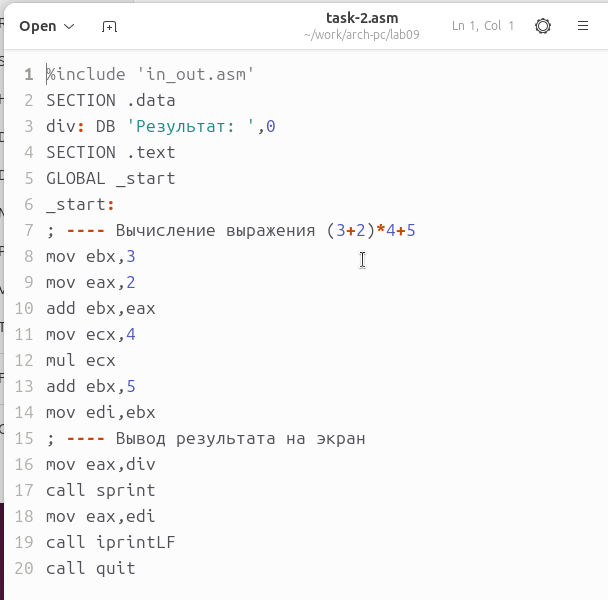 Open
task-2.asm
~/work/arch-pc/lab09
Ln 1, Col 1
1 %include 'in_out.asm'
2 SECTION .data
3 div: DB 'Результат: ',0
4 SECTION .text
5 GLOBAL _start
6 _start:
7 ; ---- Вычисление выражения (3+2)*4+5
8 mov ebx,3
9 mov eax,2
10 add ebx,eax
11 mov ecx,4
12 mul ecx
13 add ebx,5
14 mov edi,ebx
15 ; ---- Вывод результата на экран
16 mov eax,div
17 call sprint
18 mov eax,edi
19 call iprintLF
20 call quit